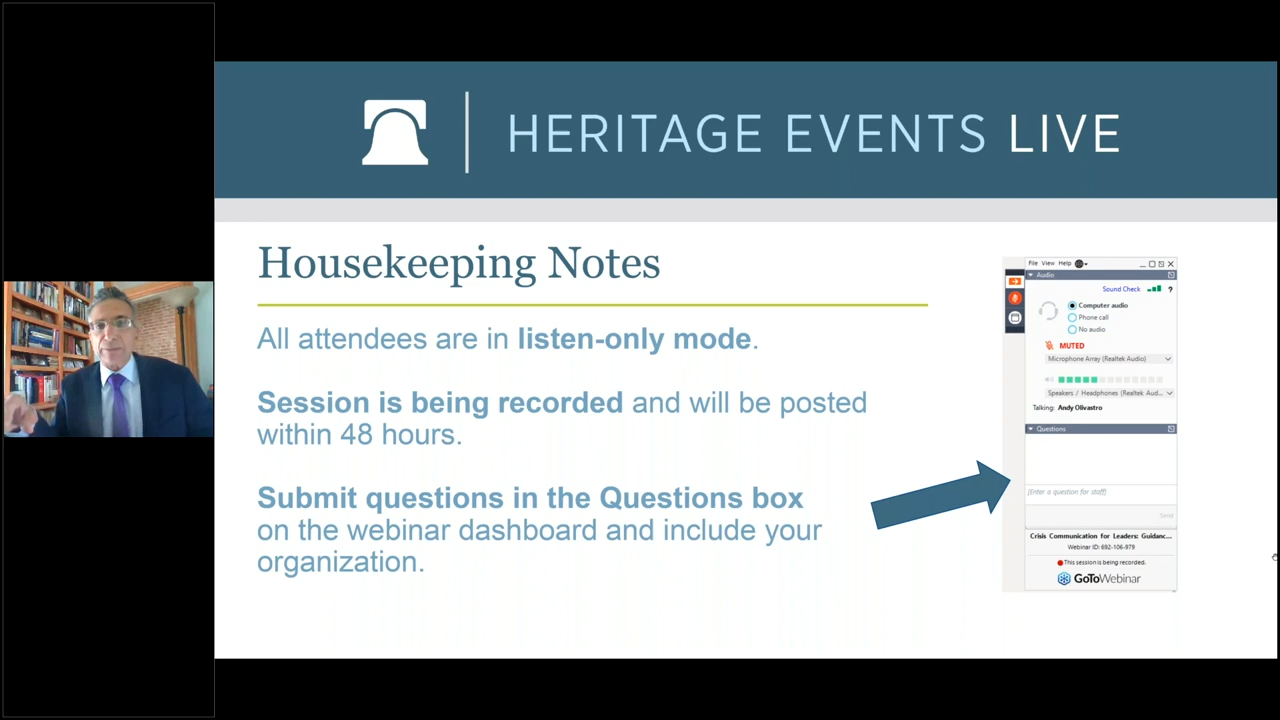 HERITAGE EVENTS LIVE
Housekeeping Notes
All attendees are in listen-only mode.
Session is being recorded and will be posted
within 48 hours.
Submit questions in the Questions box
on the webinar dashboard and include your
organization.
File View Help
Audio
Sound Check ?
Computer audio
Phone call
No audio
MUTED
Microphone Array (Realtek Audio)
Speakers / Headphones (Realtek Aud...
Talking: Andy Olivastro
Questions
[Enter a question for staff]
Send
Crisis Communication for Leaders: Guidanc...
Webinar ID: 692-106-979
This session is being recorded.
GoToWebinar